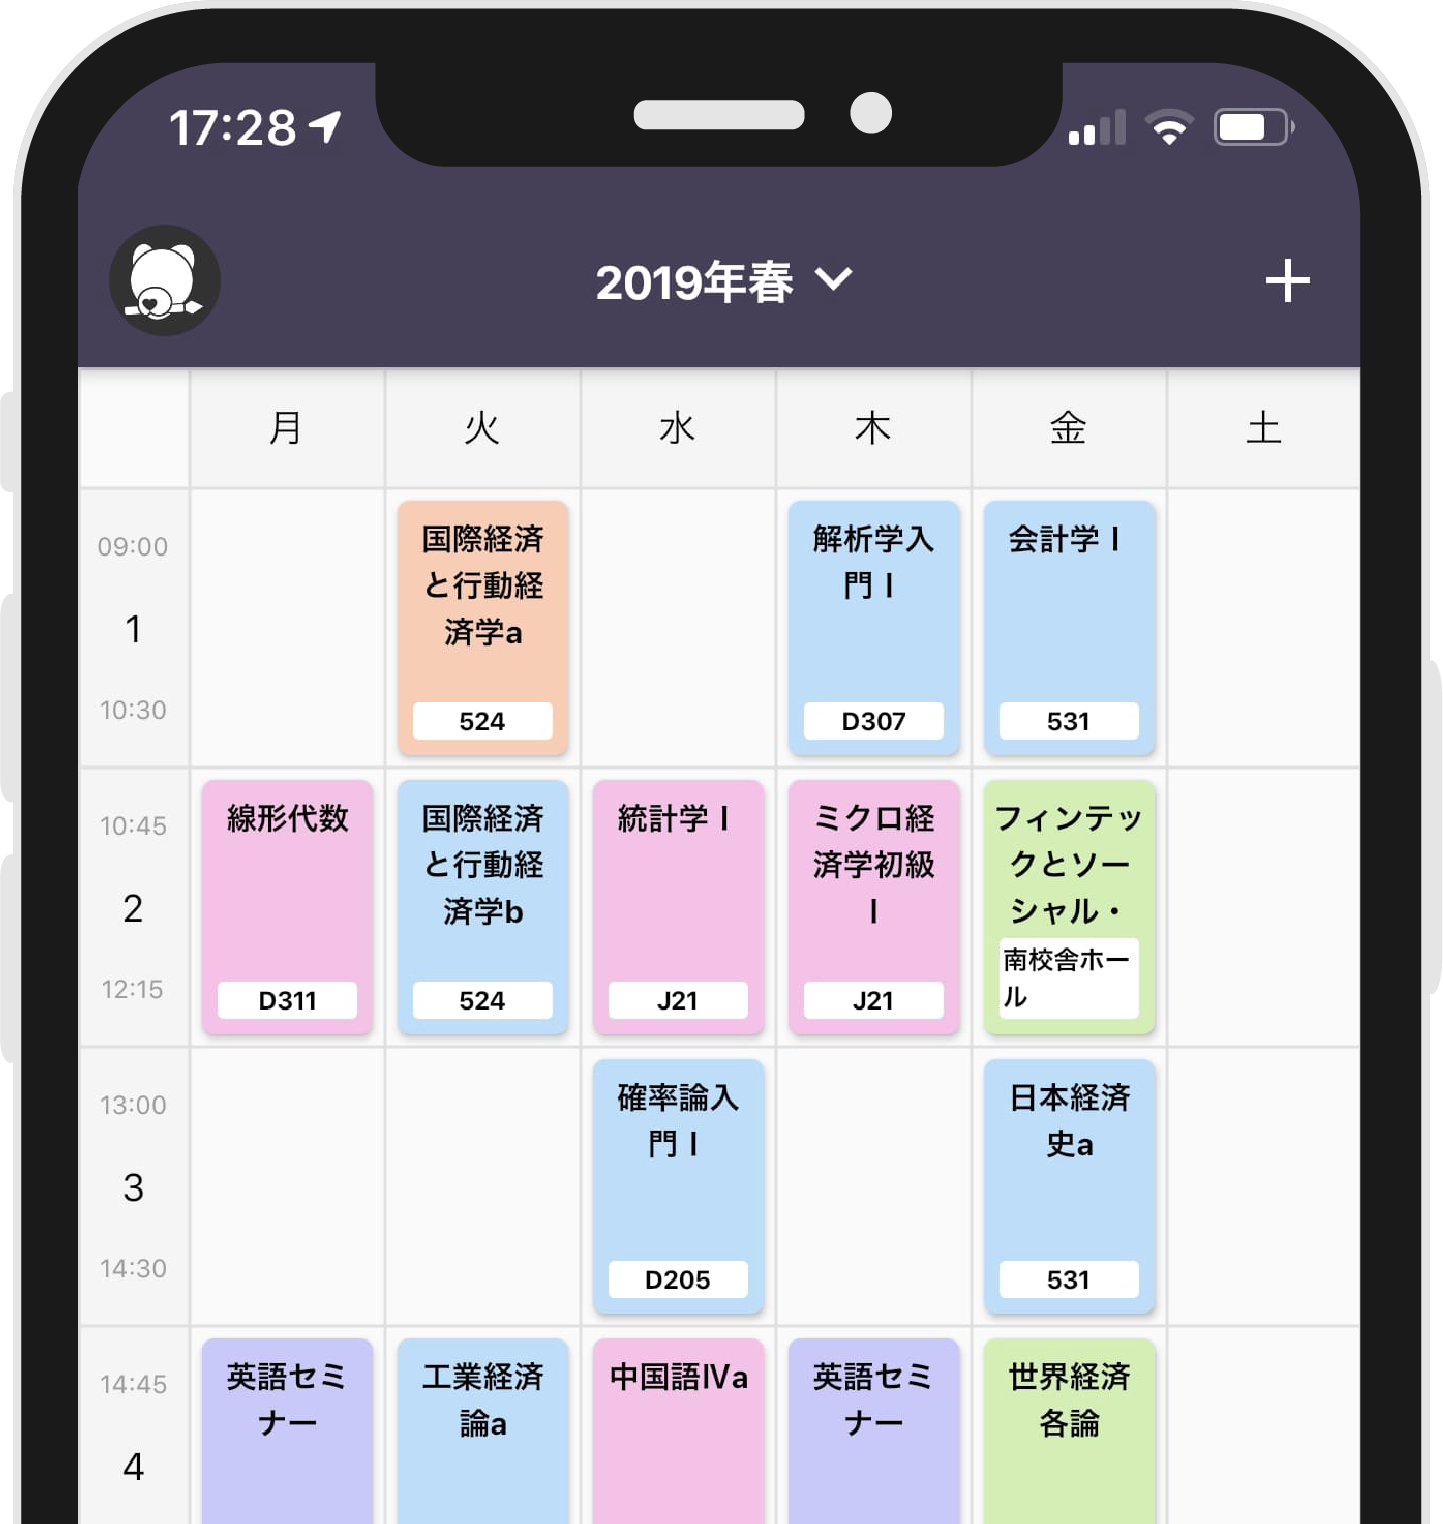 17:28
2019年春
月 火 水 木 金 土
09:00
1
10:30
国際経済
と行動経
済学a
524
解析学入
門Ⅰ
D307
会計学Ⅰ
531
10:45
2
12:15
線形代数
D311
国際経済
と行動経
済学b
524
統計学Ⅰ
J21
ミクロ経
済学初級
Ⅰ
J21
フィンテッ
クとソー
シャル・
南校舎ホー
ル
13:00
3
14:30
確率論入
門Ⅰ
D205
日本経済
史a
531
14:45
4
英語セミ
ナー
工業経済
論a
中国語Ⅳa
英語セミ
ナー
世界経済
各論